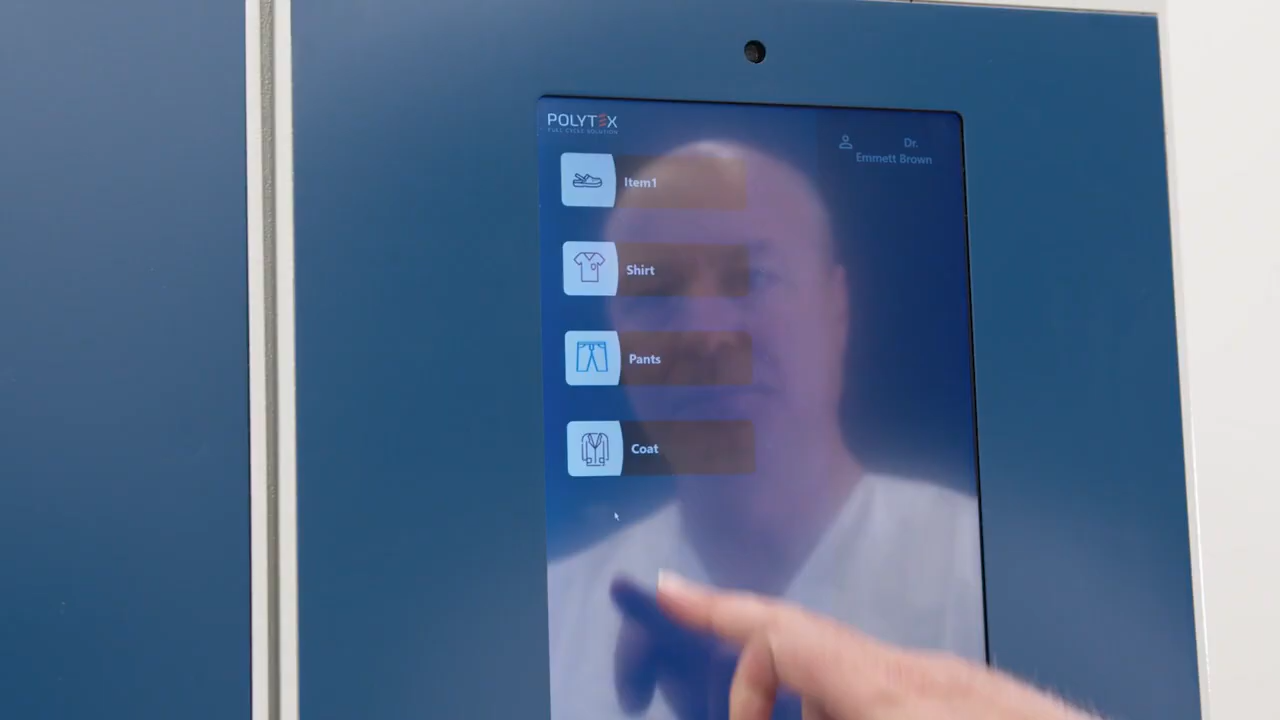 POLYTEX
FULL CYCLE SOLUTION
Dr.
Emmett Brown
Item1
Shirt
Pants
Coat